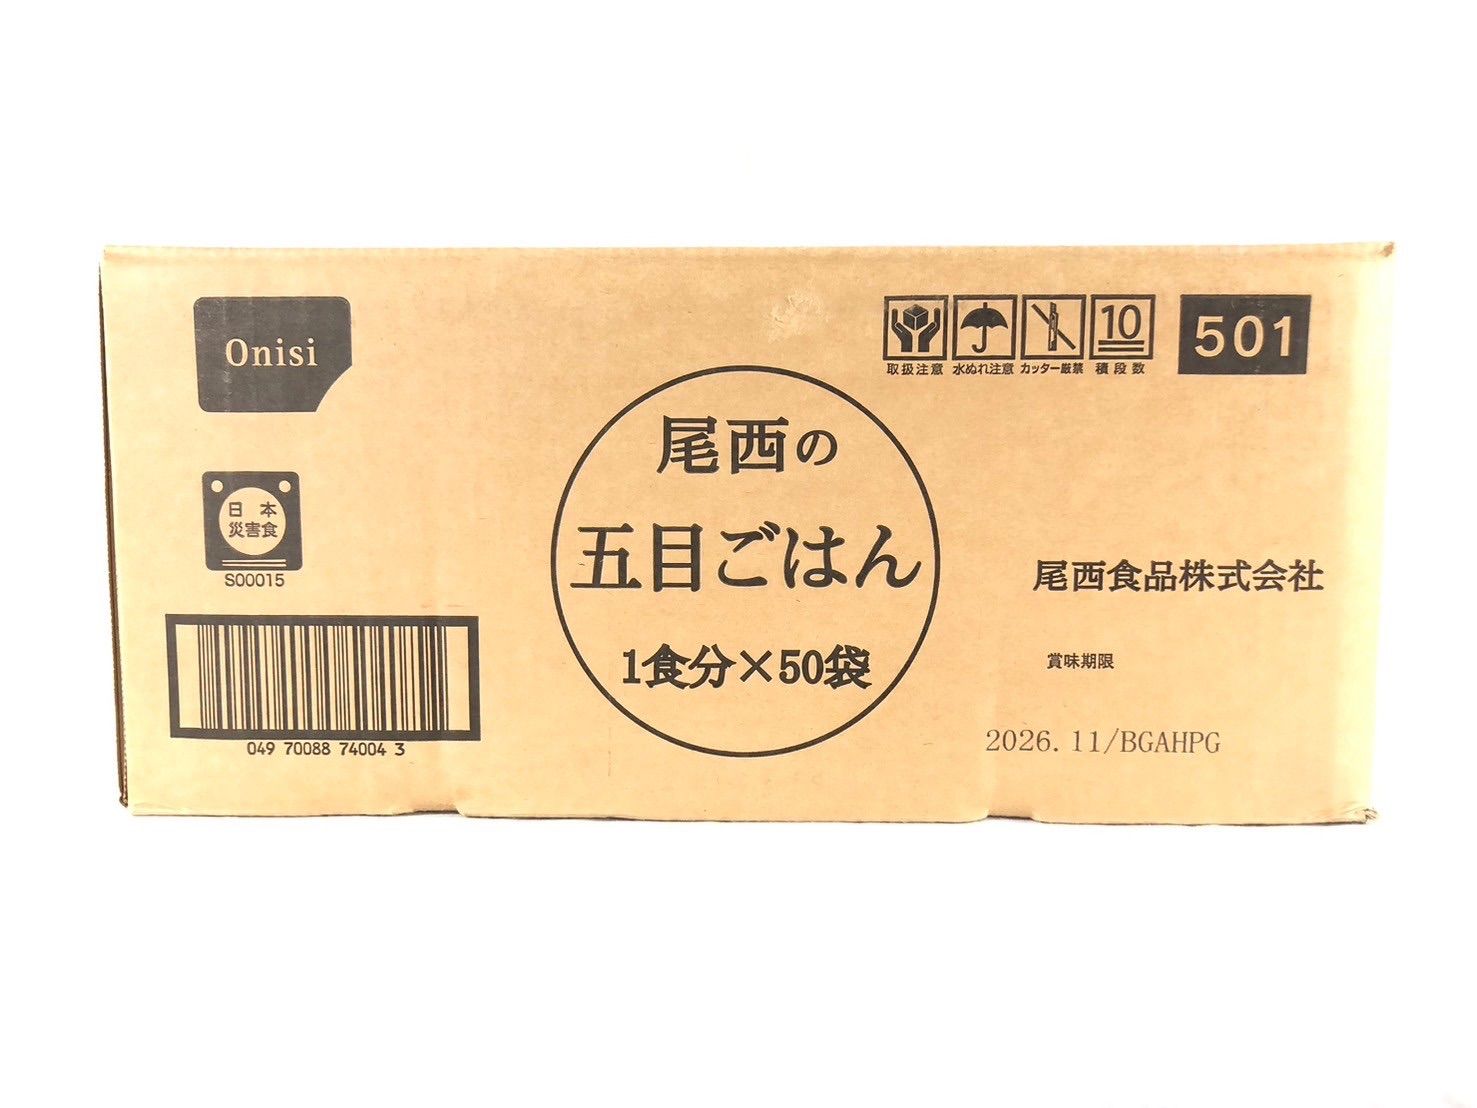 Onisi
取扱注意
水ぬれ注意
カッター厳禁
10
積段数
501
尾西の
五目ごはん
1食分×50袋
日本
災害食
S00015
049 70088 74004 3
尾西食品株式会社
賞味期限
2026.11/BGAHPG